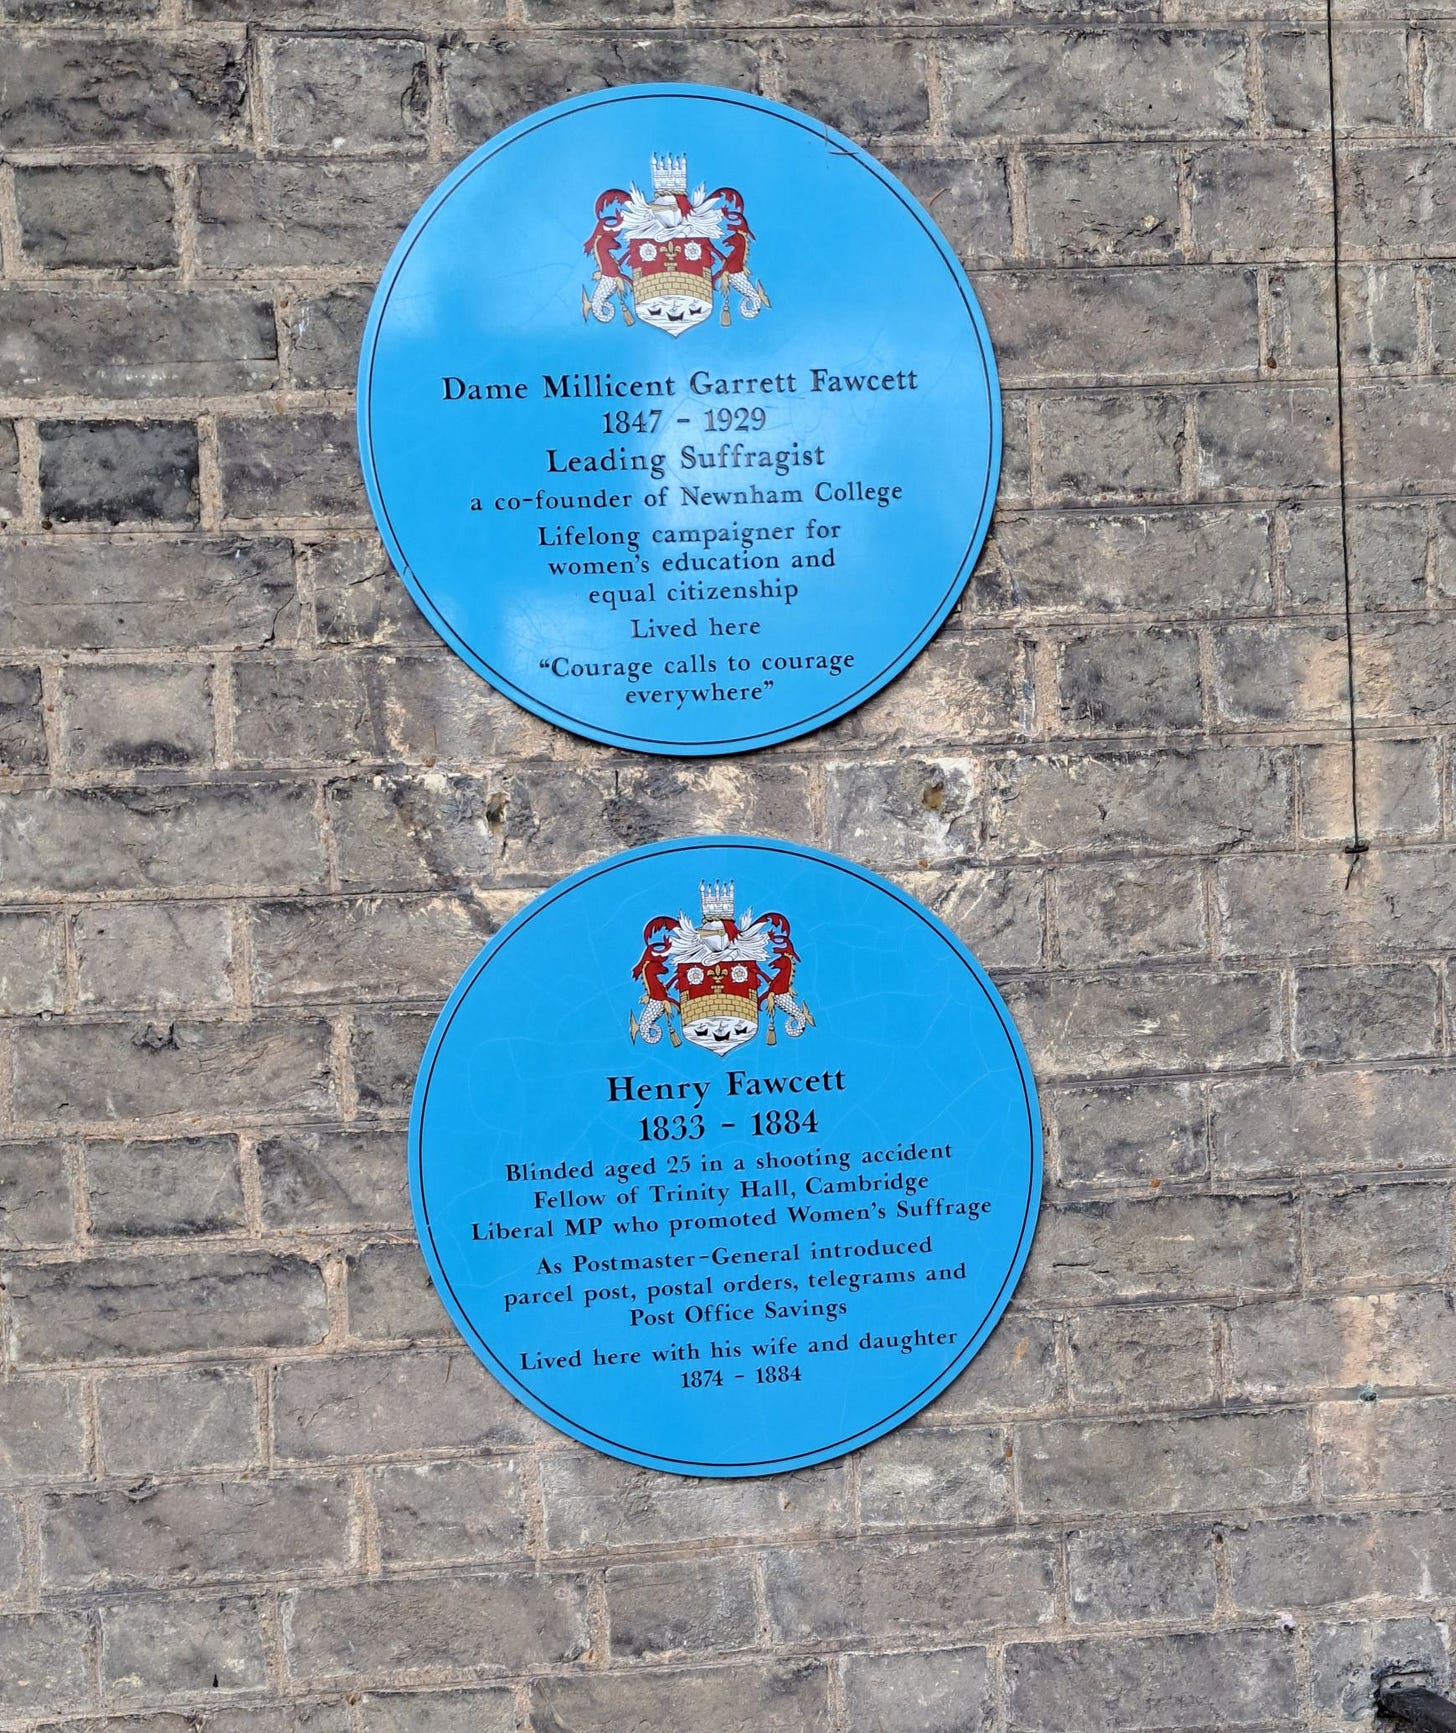 Dame Millicent Garrett Fawcett
1847 - 1929
Leading Suffragist
a co-founder of Newnham College
Lifelong campaigner for
women's education and
equal citizenship
Lived here
“Courage calls to courage
everywhere”
Henry Fawcett
1833 - 1884
Blinded aged 25 in a shooting accident
Fellow of Trinity Hall, Cambridge
Liberal MP who promoted Women's Suffrage
As Postmaster-General introduced
parcel post, postal orders, telegrams and
Post Office Savings
Lived here with his wife and daughter
1874 - 1884